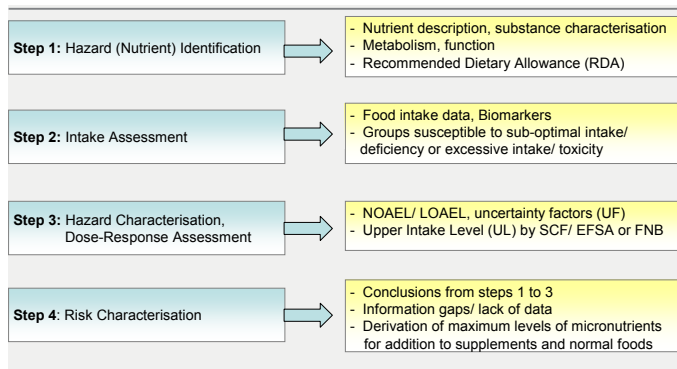 Step 1: Hazard (Nutrient) Identification
- Nutrient description, substance characterisation
- Metabolism, function
- Recommended Dietary Allowance (RDA)
Step 2: Intake Assessment
- Food intake data, Biomarkers
- Groups susceptible to sub-optimal intake/
deficiency or excessive intake/ toxicity
Step 3: Hazard Characterisation,
Dose-Response Assessment
- NOAEL/ LOAEL, uncertainty factors (UF)
- Upper Intake Level (UL) by SCF/ EFSA or FNB
Step 4: Risk Characterisation
- Conclusions from steps 1 to 3
- Information gaps/ lack of data
- Derivation of maximum levels of micronutrients
for addition to supplements and normal foods